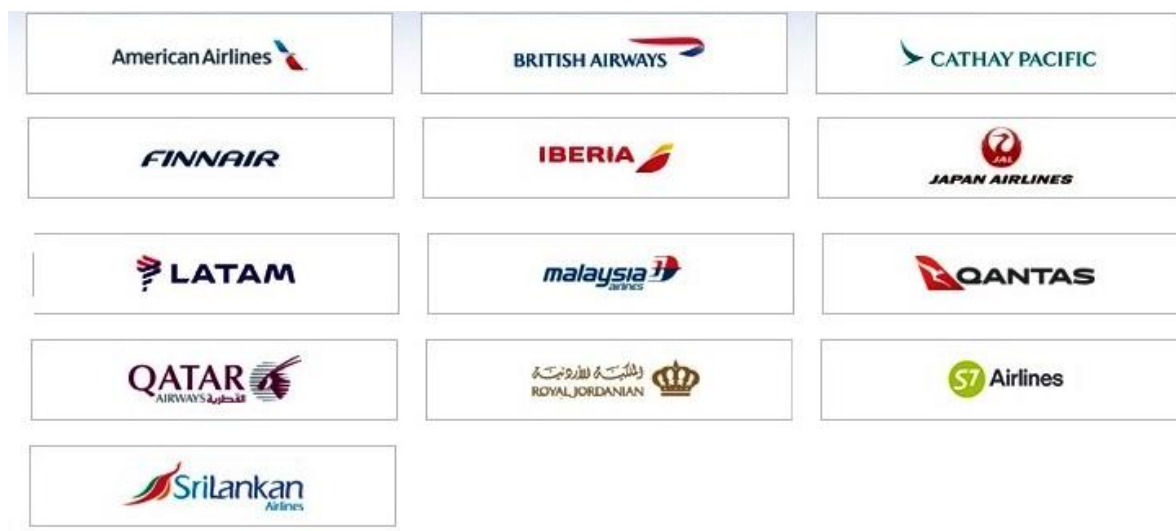 American Airlines
BRITISH AIRWAYS
CATHAY PACIFIC
FINNAIR
IBERIA
JAL
JAPAN AIRLINES
LATAM
malaysia
airlines
QANTAS
QATAR
AIRWAYS القطرية
الملكية الأردنية
ROYAL JORDANIAN
S7 Airlines
SriLankan
Airlines